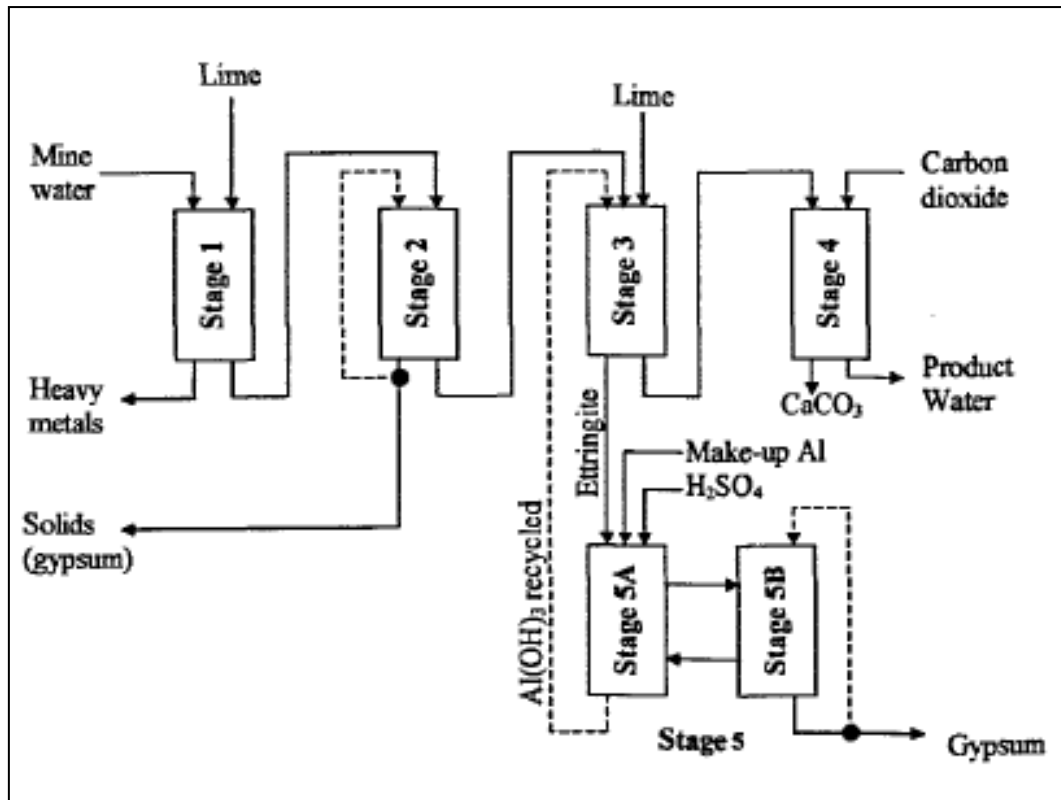 Lime
Lime
Mine
water
Carbon
dioxide
Stage 1
Stage 2
Stage 3
Stage 4
Heavy
metals
Product
Water
CaCO₃
Ettringite
Make-up Al
H₂SO₄
Solids
(gypsum)
Al(OH)₃ recycled
Stage 5A
Stage 5B
Stage 5
Gypsum